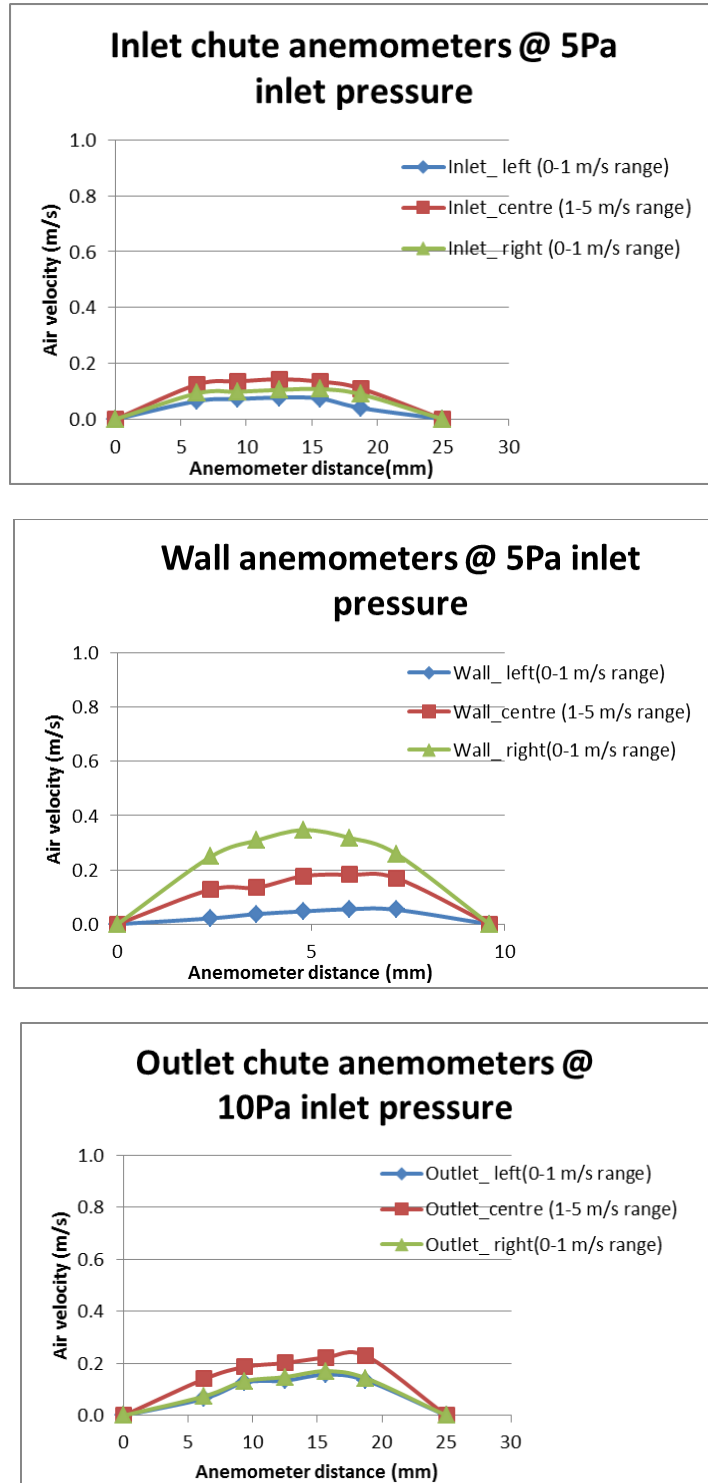 Inlet chute anemometers @ 5Pa
inlet pressure
1.0
0.8
0.6
0.4
0.2
0.0
Air velocity (m/s)
Inlet_ left (0-1 m/s range)
Inlet_centre (1-5 m/s range)
Inlet_ right (0-1 m/s range)
0 5 10 15 20 25 30
Anemometer distance(mm)
Wall anemometers @ 5Pa inlet
pressure
1.0
0.8
0.6
0.4
0.2
0.0
Air velocity (m/s)
Wall_ left(0-1 m/s range)
Wall_centre (1-5 m/s range)
Wall_ right(0-1 m/s range)
0 5 10
Anemometer distance (mm)
Outlet chute anemometers @
10Pa inlet pressure
1.0
0.8
0.6
0.4
0.2
0.0
Air velocity (m/s)
Outlet_ left(0-1 m/s range)
Outlet_centre (1-5 m/s range)
Outlet_ right(0-1 m/s range)
0 5 10 15 20 25 30
Anemometer distance (mm)